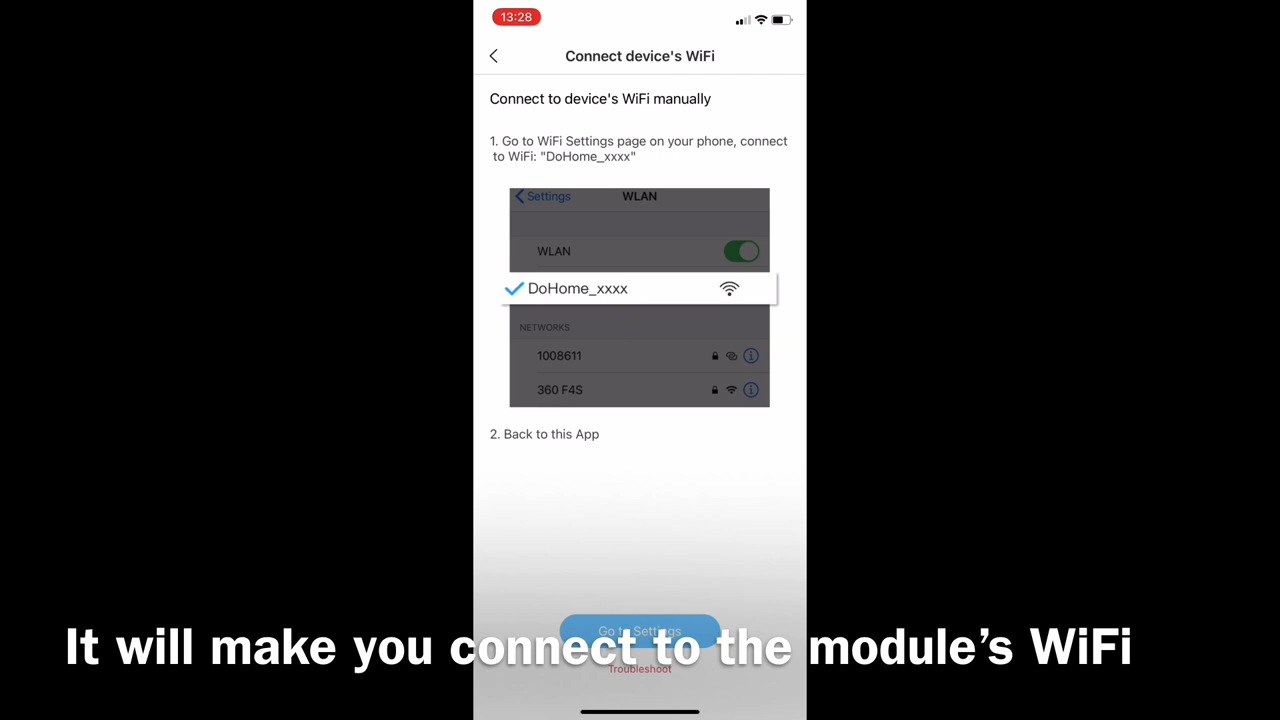 13:28
Connect device's WiFi
Connect to device's WiFi manually
1. Go to WiFi Settings page on your phone, connect
to WiFi: "DoHome_xxxx"
Settings
WLAN
WLAN
DoHome_xxxx
NETWORKS
1008611
360 F4S
2. Back to this App
Go to Settings
It will make you connect to the module’s WiFi
Troubleshoot